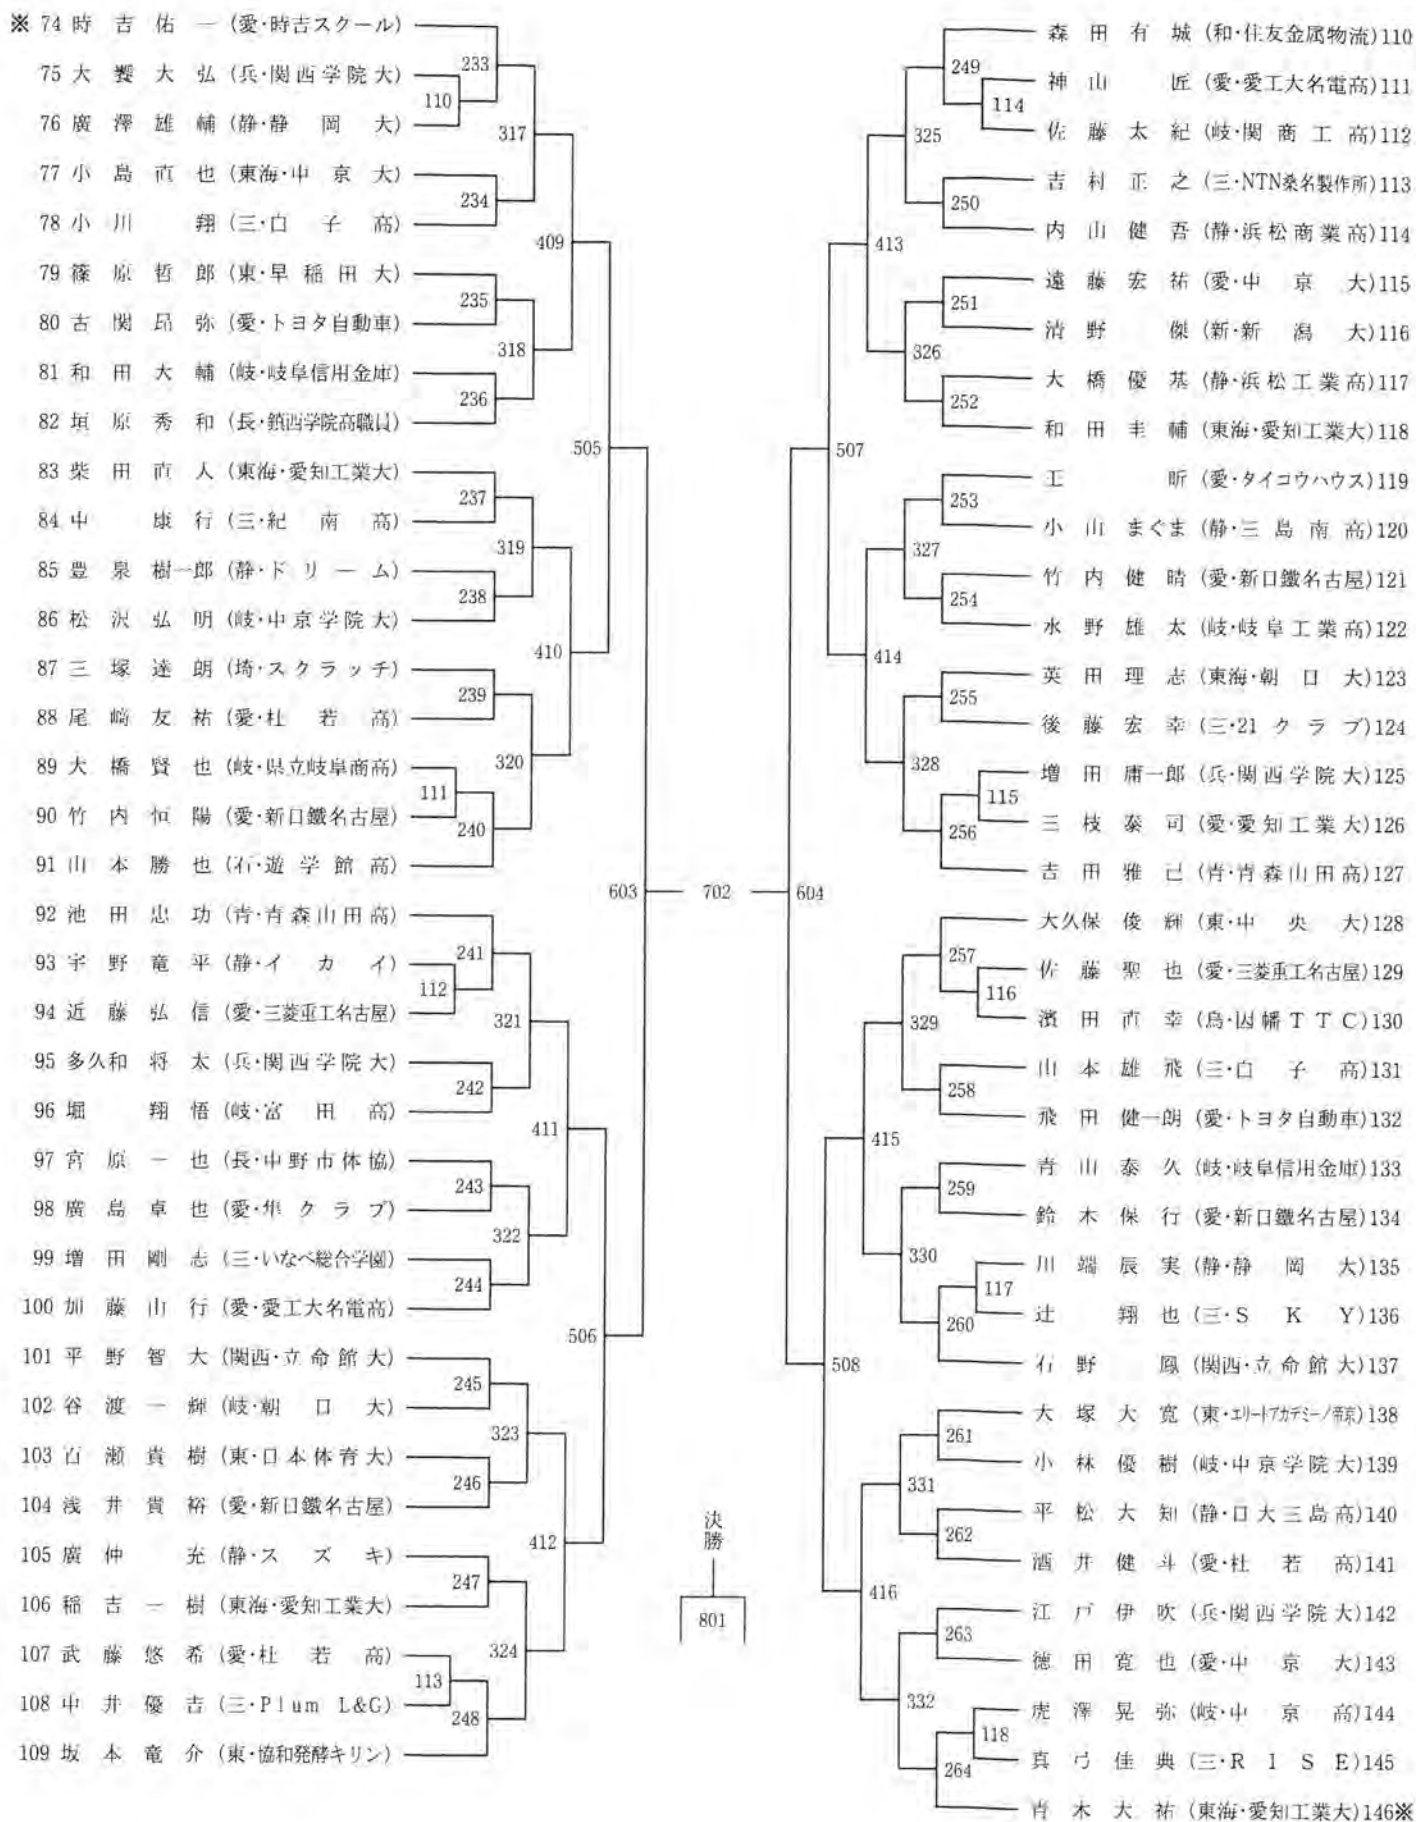 ※ 74 時吉佑一 (愛・時吉スクール)
75 大饗大弘 (兵・関西学院大)
76 廣澤雄輔 (静・静岡大)
77 小島直也 (東海・中京大)
78 小川翔 (三・白子高)
79 篠原哲郎 (東・早稲田大)
80 古関昂弥 (愛・トヨタ自動車)
81 和田大輔 (岐・岐阜信用金庫)
82 垣原秀和 (長・鎮西学院高職員)
83 柴田直人 (東海・愛知工業大)
84 中康行 (三・紀南高)
85 豊泉樹一郎 (静・ドリーム)
86 松沢弘明 (岐・中京学院大)
87 三塚達朗 (埼・スクラッチ)
88 尾﨑友祐 (愛・杜若高)
89 大橋賢也 (岐・県立岐阜商高)
90 竹内恒陽 (愛・新日鐵名古屋)
91 山本勝也 (石・遊学館高)
92 池田忠功 (青・青森山田高)
93 宇野竜平 (静・イカイ)
94 近藤弘信 (愛・三菱重工名古屋)
95 多久和将太 (兵・関西学院大)
96 堀翔悟 (岐・富田高)
97 宮原一也 (長・中野市体協)
98 廣島卓也 (愛・隼クラブ)
99 増田剛志 (三・いなべ総合学園)
100 加藤由行 (愛・愛工大名電高)
101 平野智大 (関西・立命館大)
102 谷渡一輝 (岐・朝日大)
103 百瀬貴樹 (東・日本体育大)
104 浅井貴裕 (愛・新日鐵名古屋)
105 廣仲充 (静・スズキ)
106 稲吉一樹 (東海・愛知工業大)
107 武藤悠希 (愛・杜若高)
108 中井優吉 (三・Plum L&G)
109 坂本竜介 (東・協和発酵キリン)
110
111
112
113
233
234
235
236
237
238
239
240
241
242
243
244
245
246
247
248
317
318
319
320
321
322
323
324
409
410
411
412
505
506
603
702
604
決勝
801
507
508
413
414
415
416
325
326
327
328
329
330
331
332
249
250
251
252
253
254
255
256
257
258
259
260
261
262
263
264
114
115
116
117
118
森田有城 (和・住友金属物流) 110
神山匠 (愛・愛工大名電高) 111
佐藤太紀 (岐・関商工高) 112
吉村正之 (三・NTN桑名製作所) 113
内山健吾 (静・浜松商業高) 114
遠藤宏祐 (愛・中京大) 115
清野傑 (新・新潟大) 116
大橋優基 (静・浜松工業高) 117
和田圭輔 (東海・愛知工業大) 118
王昕 (愛・タイコウハウス) 119
小山まぐま (静・三島南高) 120
竹内健晴 (愛・新日鐵名古屋) 121
水野雄太 (岐・岐阜工業高) 122
英田理志 (東海・朝日大) 123
後藤宏幸 (三・21クラブ) 124
増田庸一郎 (兵・関西学院大) 125
三枝泰司 (愛・愛知工業大) 126
吉田雅己 (青・青森山田高) 127
大久保俊輝 (東・中央大) 128
佐藤聖也 (愛・三菱重工名古屋) 129
濱田直幸 (鳥・因幡TTC) 130
山本雄飛 (三・白子高) 131
飛田健一朗 (愛・トヨタ自動車) 132
青山泰久 (岐・岐阜信用金庫) 133
鈴木保行 (愛・新日鐵名古屋) 134
川端辰実 (静・静岡大) 135
辻翔也 (三・SKY) 136
石野鳳 (関西・立命館大) 137
大塚大寛 (東・エリートアカデミー/帝京) 138
小林優樹 (岐・中京学院大) 139
平松大知 (静・日大三島高) 140
酒井健斗 (愛・杜若高) 141
江戸伊吹 (兵・関西学院大) 142
徳田寛也 (愛・中京大) 143
虎澤晃弥 (岐・中京高) 144
真弓佳典 (三・RISE) 145
青木大祐 (東海・愛知工業大) 146※